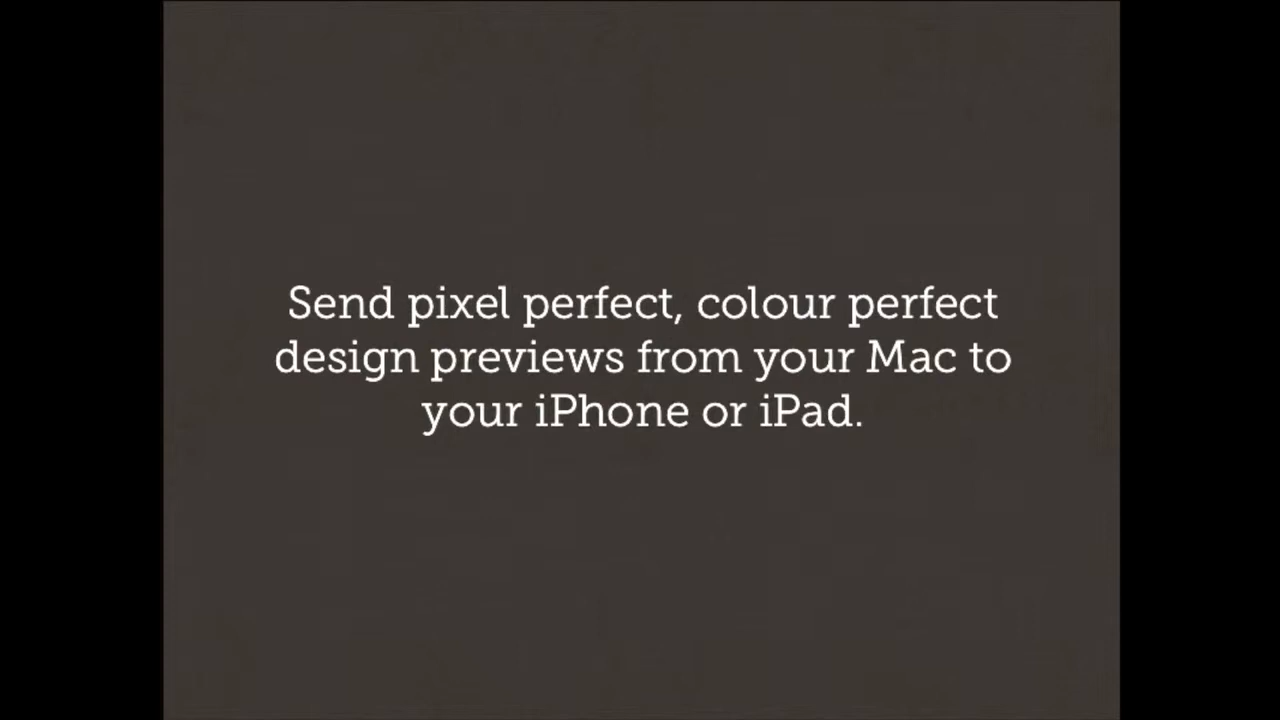 Send pixel perfect, colour perfect
design previews from your Mac to
your iPhone or iPad.